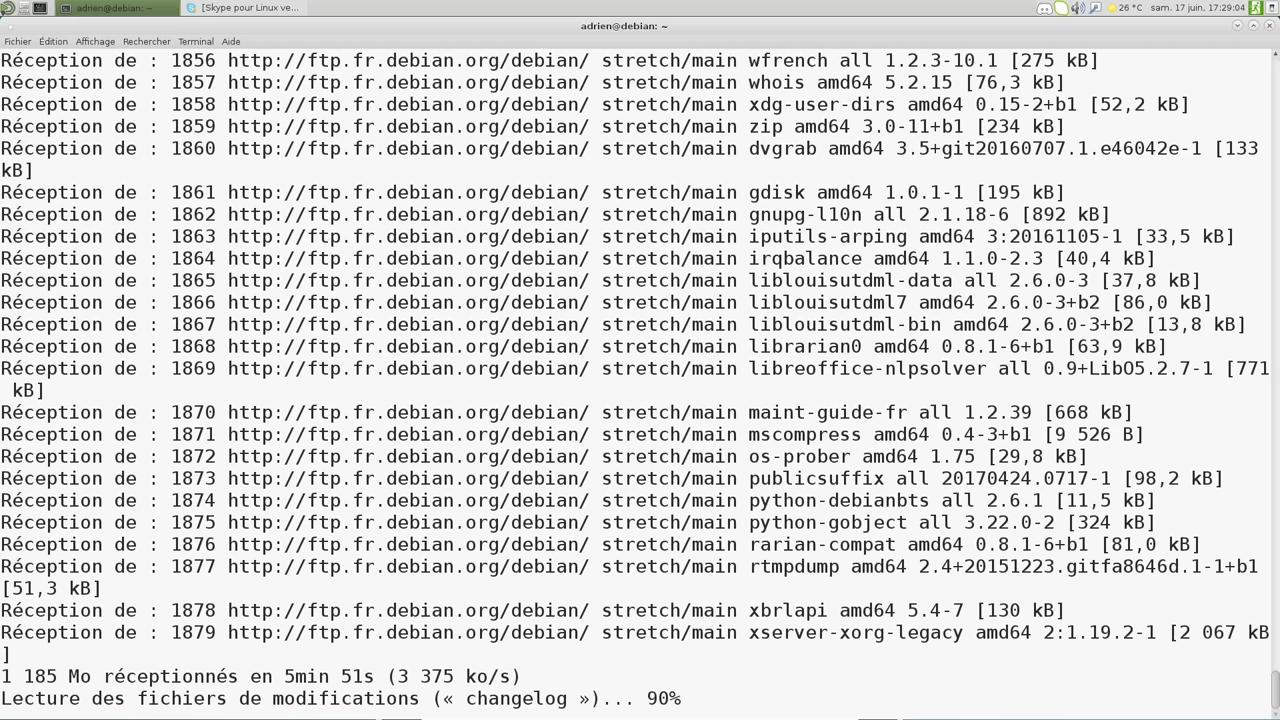 adrien@debian: ~
[Skype pour Linux ve...
26 °C
sam. 17 juin, 17:29:04
adrien@debian: ~
Fichier Édition Affichage Rechercher Terminal Aide
Réception de : 1856 http://ftp.fr.debian.org/debian/ stretch/main wfrench all 1.2.3-10.1 [275 kB]
Réception de : 1857 http://ftp.fr.debian.org/debian/ stretch/main whois amd64 5.2.15 [76,3 kB]
Réception de : 1858 http://ftp.fr.debian.org/debian/ stretch/main xdg-user-dirs amd64 0.15-2+b1 [52,2 kB]
Réception de : 1859 http://ftp.fr.debian.org/debian/ stretch/main zip amd64 3.0-11+b1 [234 kB]
Réception de : 1860 http://ftp.fr.debian.org/debian/ stretch/main dvgrab amd64 3.5+git20160707.1.e46042e-1 [133
kB]
Réception de : 1861 http://ftp.fr.debian.org/debian/ stretch/main gdisk amd64 1.0.1-1 [195 kB]
Réception de : 1862 http://ftp.fr.debian.org/debian/ stretch/main gnupg-l10n all 2.1.18-6 [892 kB]
Réception de : 1863 http://ftp.fr.debian.org/debian/ stretch/main iputils-arping amd64 3:20161105-1 [33,5 kB]
Réception de : 1864 http://ftp.fr.debian.org/debian/ stretch/main irqbalance amd64 1.1.0-2.3 [40,4 kB]
Réception de : 1865 http://ftp.fr.debian.org/debian/ stretch/main liblouisutdml-data all 2.6.0-3 [37,8 kB]
Réception de : 1866 http://ftp.fr.debian.org/debian/ stretch/main liblouisutdml7 amd64 2.6.0-3+b2 [86,0 kB]
Réception de : 1867 http://ftp.fr.debian.org/debian/ stretch/main liblouisutdml-bin amd64 2.6.0-3+b2 [13,8 kB]
Réception de : 1868 http://ftp.fr.debian.org/debian/ stretch/main librarian0 amd64 0.8.1-6+b1 [63,9 kB]
Réception de : 1869 http://ftp.fr.debian.org/debian/ stretch/main libreoffice-nlpsolver all 0.9+LibO5.2.7-1 [771
kB]
Réception de : 1870 http://ftp.fr.debian.org/debian/ stretch/main maint-guide-fr all 1.2.39 [668 kB]
Réception de : 1871 http://ftp.fr.debian.org/debian/ stretch/main mscompress amd64 0.4-3+b1 [9 526 B]
Réception de : 1872 http://ftp.fr.debian.org/debian/ stretch/main os-prober amd64 1.75 [29,8 kB]
Réception de : 1873 http://ftp.fr.debian.org/debian/ stretch/main publicsuffix all 20170424.0717-1 [98,2 kB]
Réception de : 1874 http://ftp.fr.debian.org/debian/ stretch/main python-debianbts all 2.6.1 [11,5 kB]
Réception de : 1875 http://ftp.fr.debian.org/debian/ stretch/main python-gobject all 3.22.0-2 [324 kB]
Réception de : 1876 http://ftp.fr.debian.org/debian/ stretch/main rarian-compat amd64 0.8.1-6+b1 [81,0 kB]
Réception de : 1877 http://ftp.fr.debian.org/debian/ stretch/main rtmpdump amd64 2.4+20151223.gitfa8646d.1-1+b1
[51,3 kB]
Réception de : 1878 http://ftp.fr.debian.org/debian/ stretch/main xbrlapi amd64 5.4-7 [130 kB]
Réception de : 1879 http://ftp.fr.debian.org/debian/ stretch/main xserver-xorg-legacy amd64 2:1.19.2-1 [2 067 kB
]
1 185 Mo réceptionnés en 5min 51s (3 375 ko/s)
Lecture des fichiers de modifications (« changelog »)... 90%